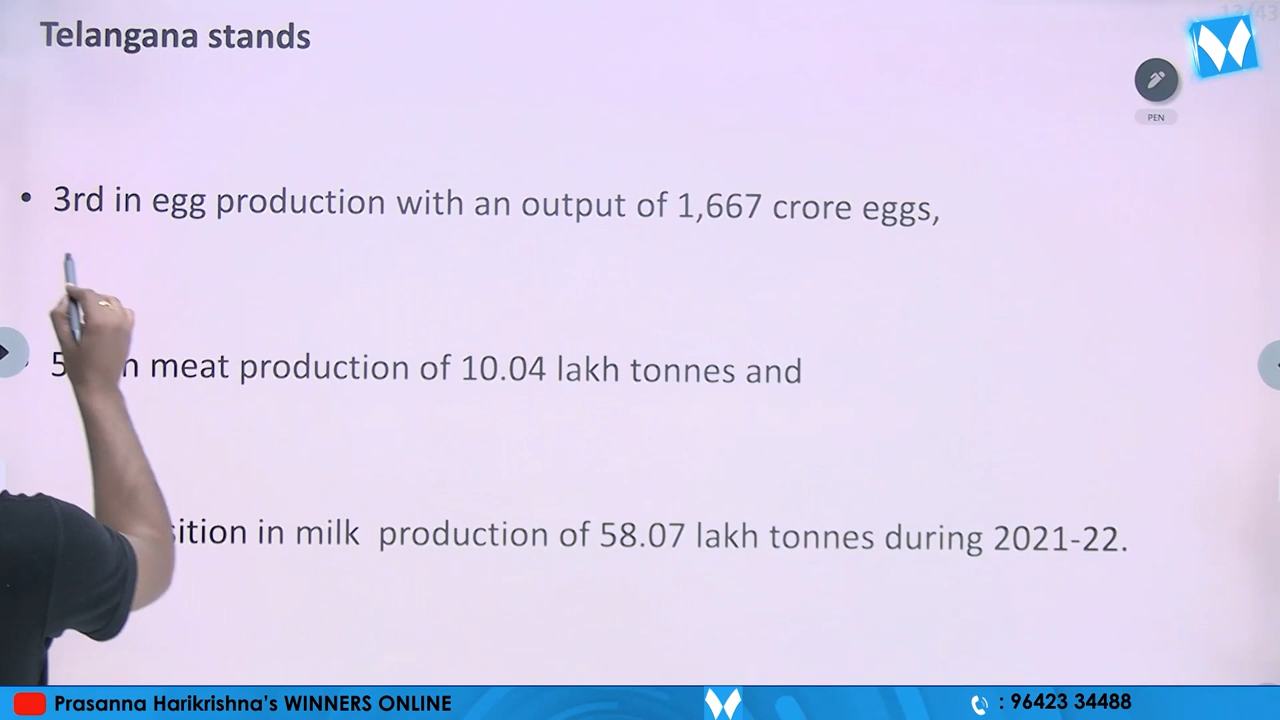 Telangana stands
PEN
• 3rd in egg production with an output of 1,667 crore eggs,
meat production of 10.04 lakh tonnes and
in milk production of 58.07 lakh tonnes during 2021-22.
Prasanna Harikrishna's WINNERS ONLINE
: 96423 34488